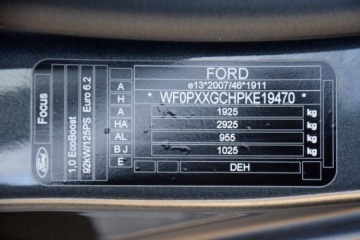 FORD
e13*2007/46*1911
*WF0PXXGCHPKE19470*
A 1925 kg
HA 2925 kg
AL 955 kg
BJ 1025 kg
E DEH
A
H
Focus
1,0 EcoBoost
92kW/125PS Euro 6.2
Ford